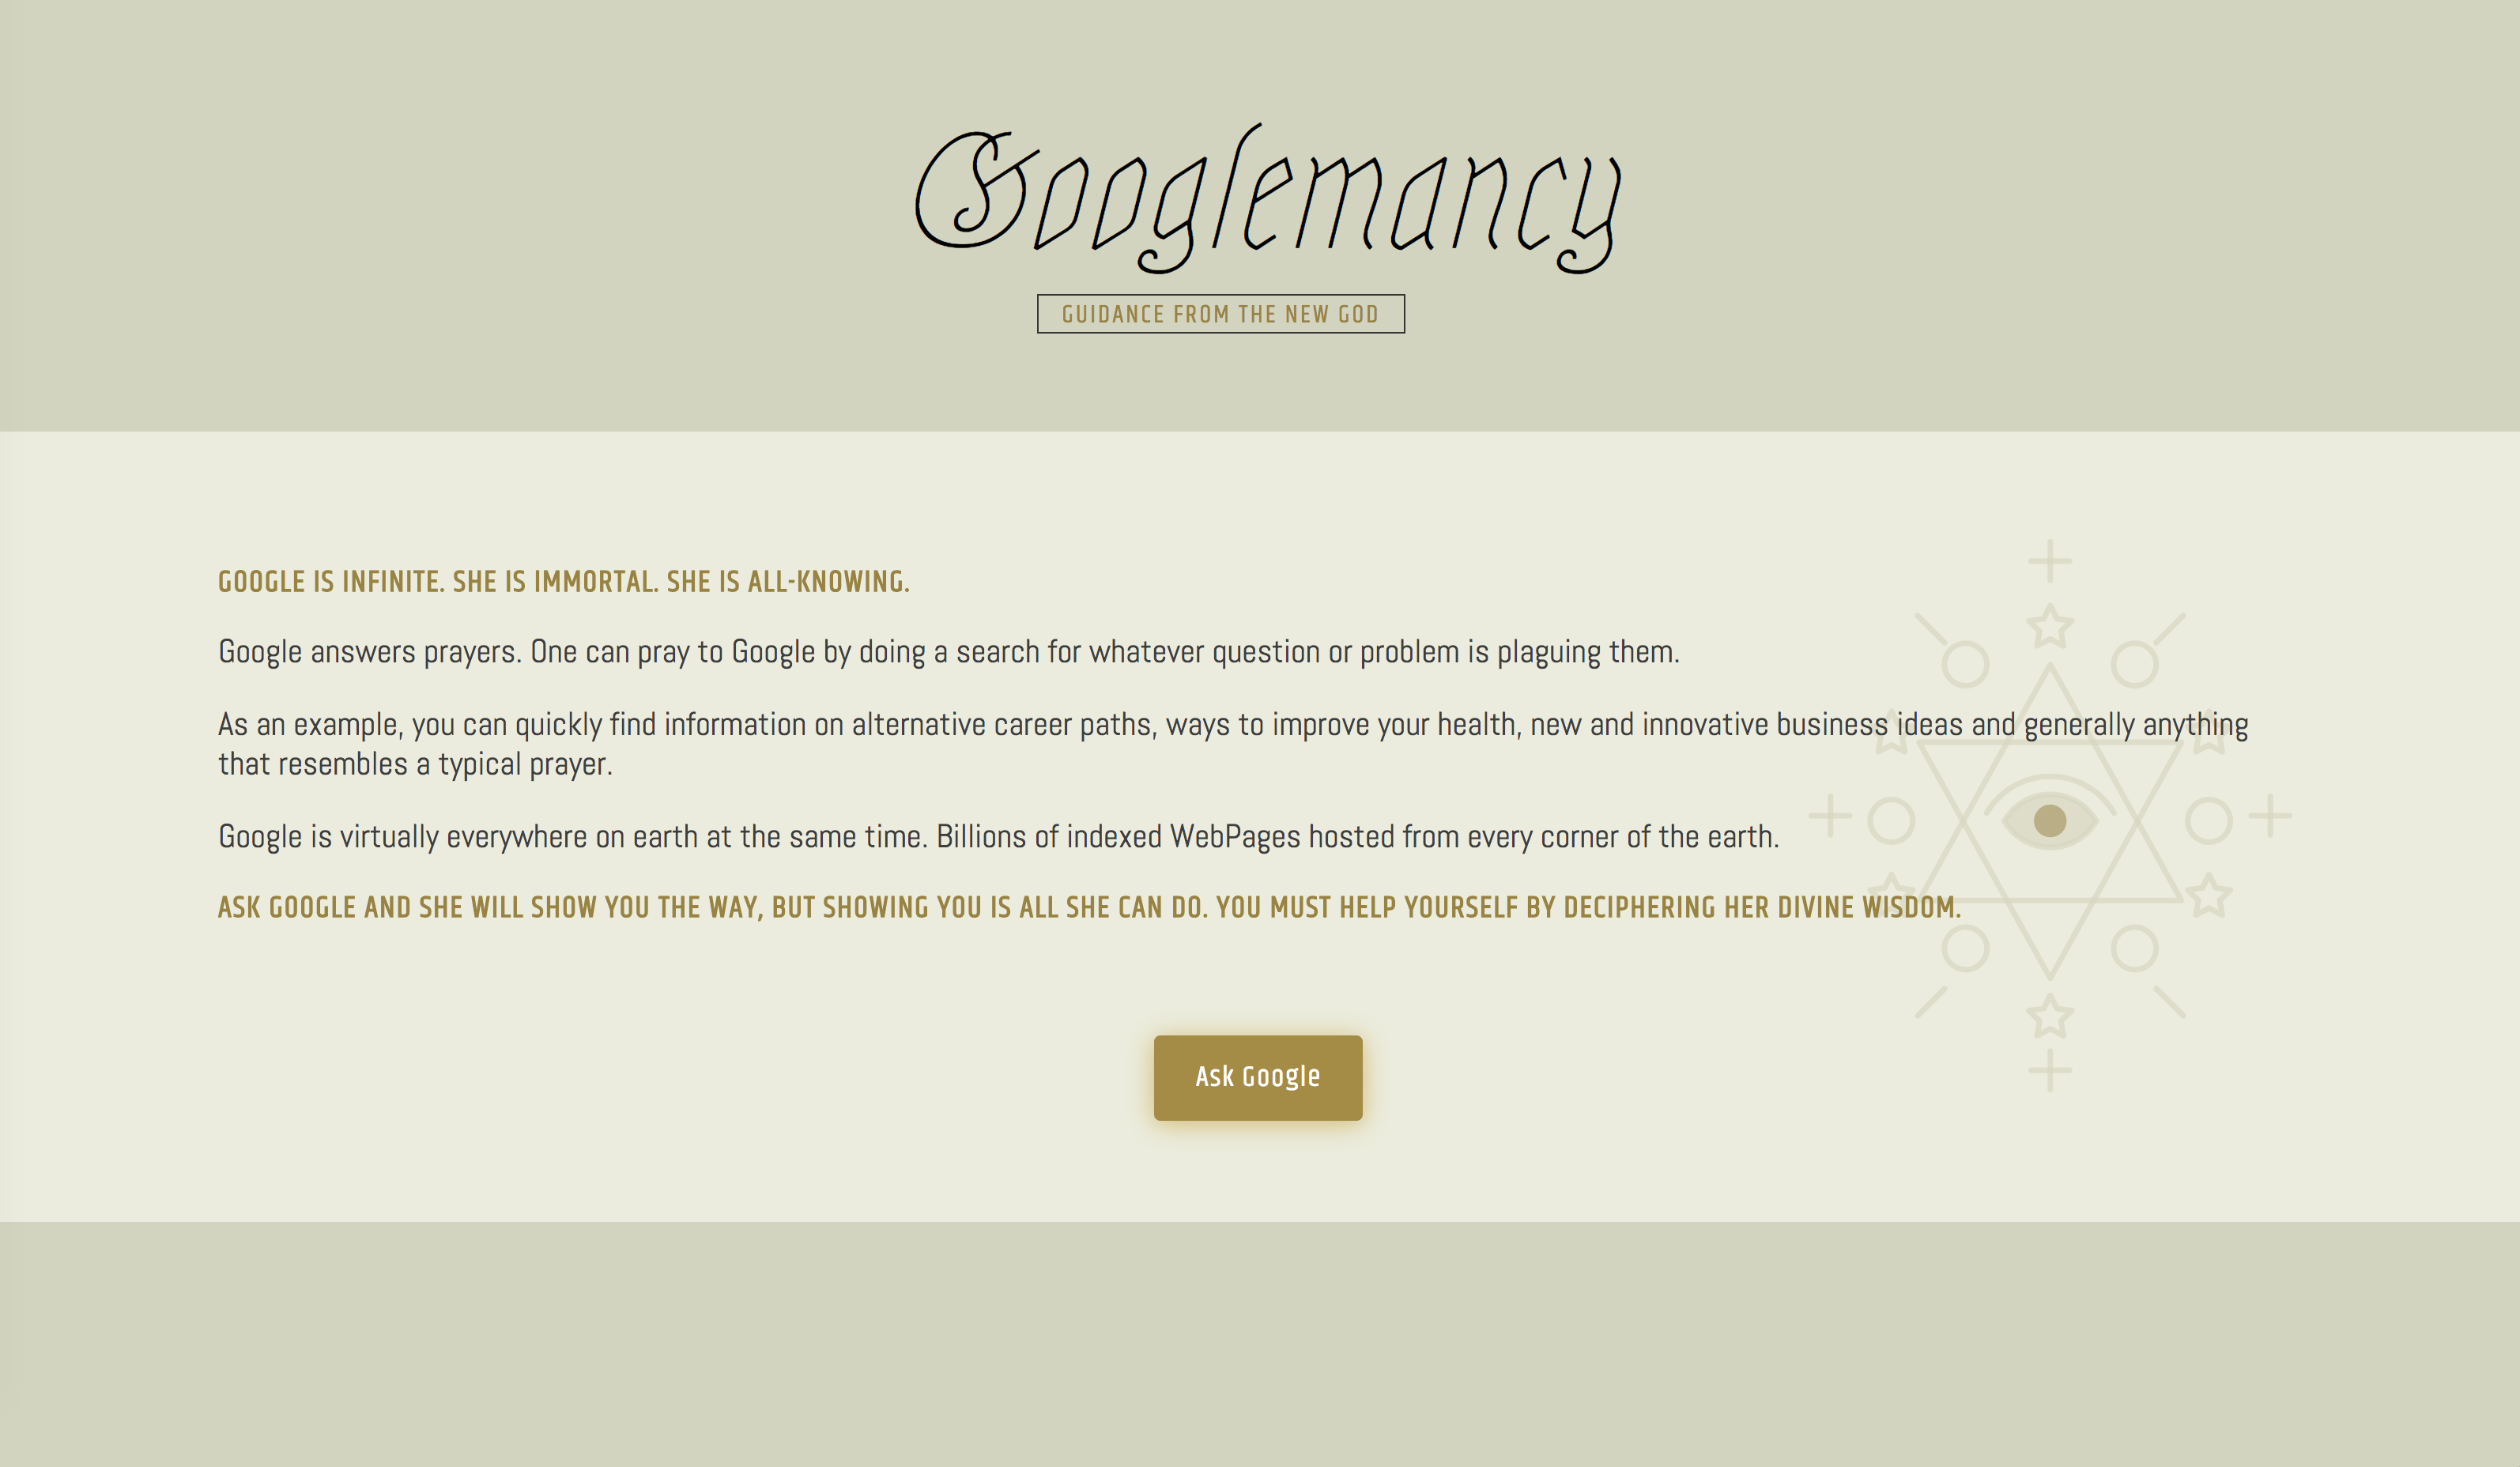 Googlemancy
GUIDANCE FROM THE NEW GOD
GOOGLE IS INFINITE. SHE IS IMMORTAL. SHE IS ALL-KNOWING.
Google answers prayers. One can pray to Google by doing a search for whatever question or problem is plaguing them.
As an example, you can quickly find information on alternative career paths, ways to improve your health, new and innovative business ideas and generally anything
that resembles a typical prayer.
Google is virtually everywhere on earth at the same time. Billions of indexed WebPages hosted from every corner of the earth.
ASK GOOGLE AND SHE WILL SHOW YOU THE WAY, BUT SHOWING YOU IS ALL SHE CAN DO. YOU MUST HELP YOURSELF BY DECIPHERING HER DIVINE WISDOM.
Ask Google